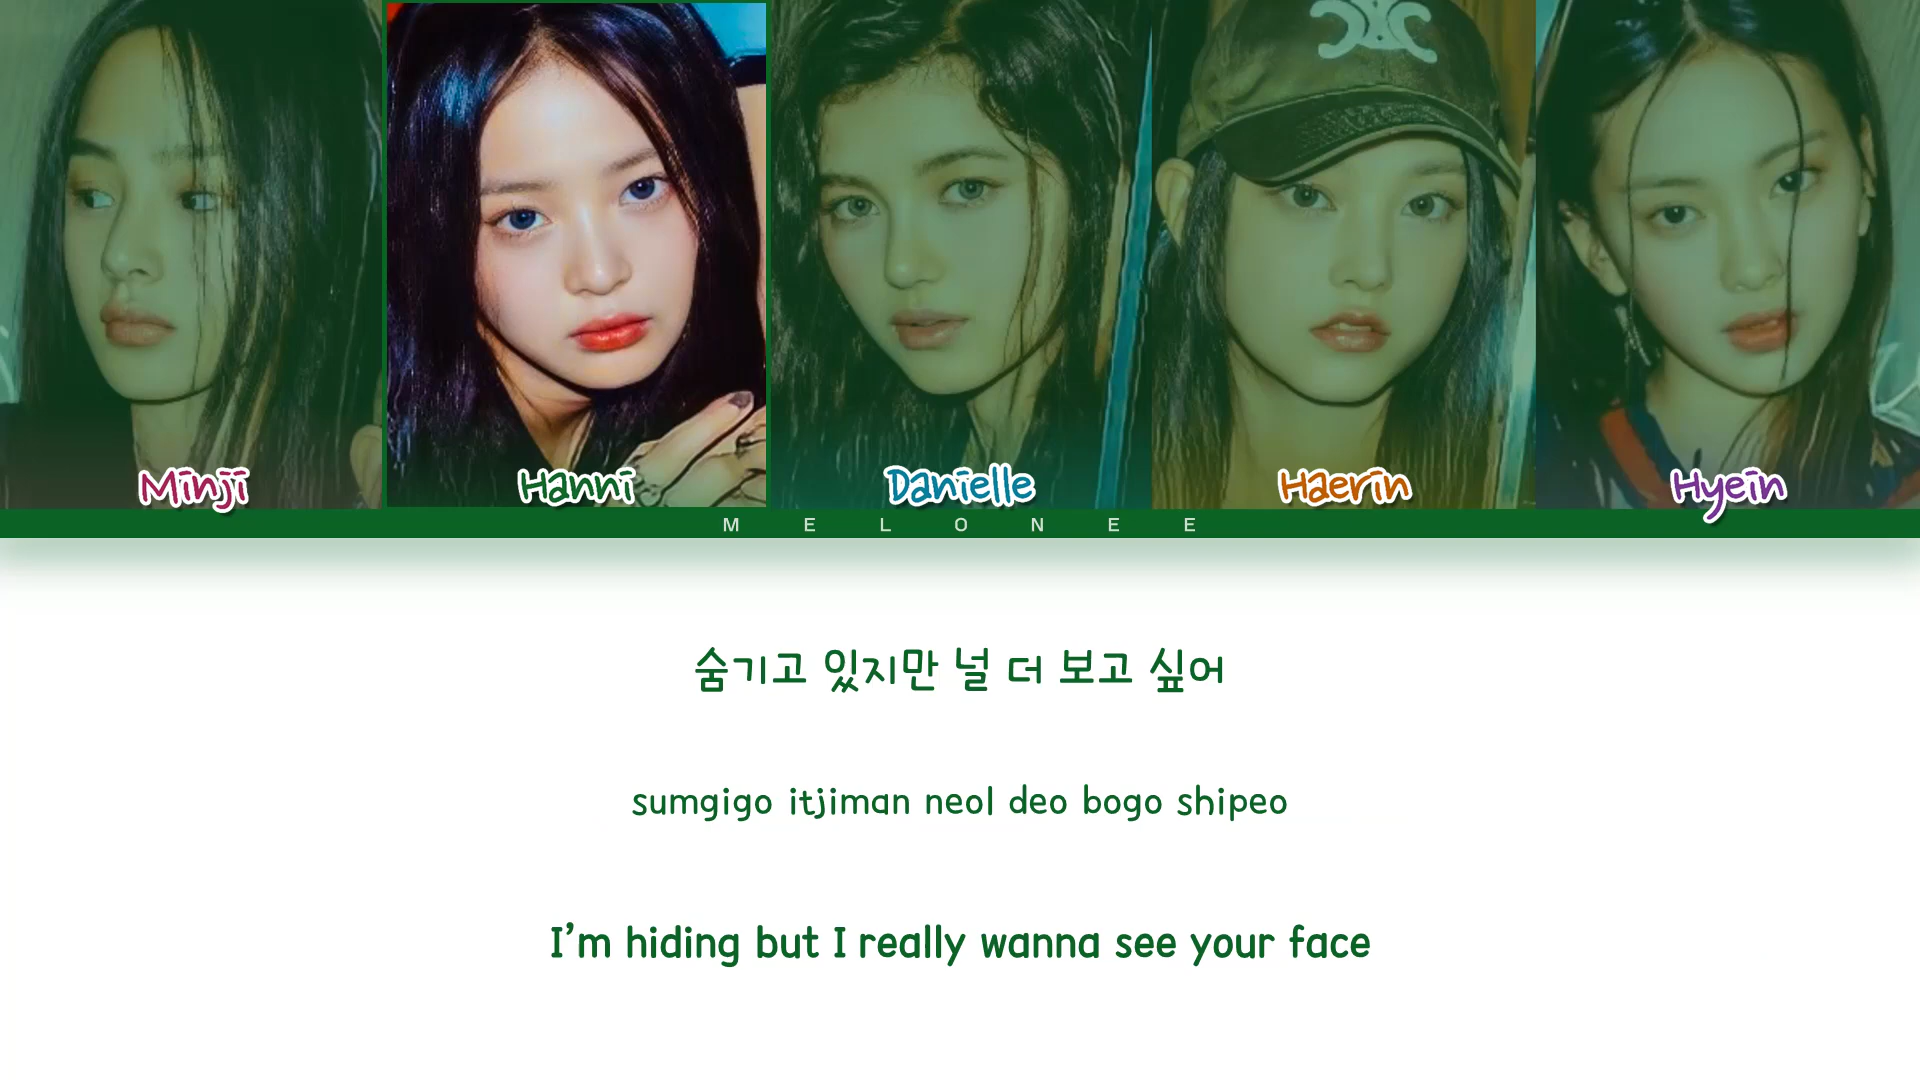 Minji
Hanni
Danielle
Haerin
Hyein
MELONEE
숨기고 있지만 널 더 보고 싶어
sumgigo itjiman neol deo bogo shipeo
I'm hiding but I really wanna see your face